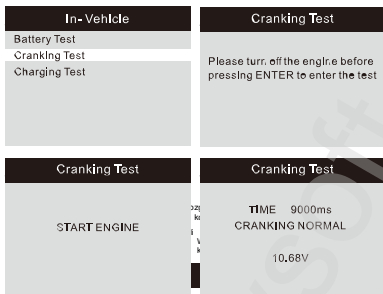 In-Vehicle
Battery Test
Cranking Test
Charging Test
Cranking Test
Please turn off the engine before
pressing ENTER to enter the test
Cranking Test
START ENGINE
Cranking Test
TIME 9000ms
CRANKING NORMAL
10.68V